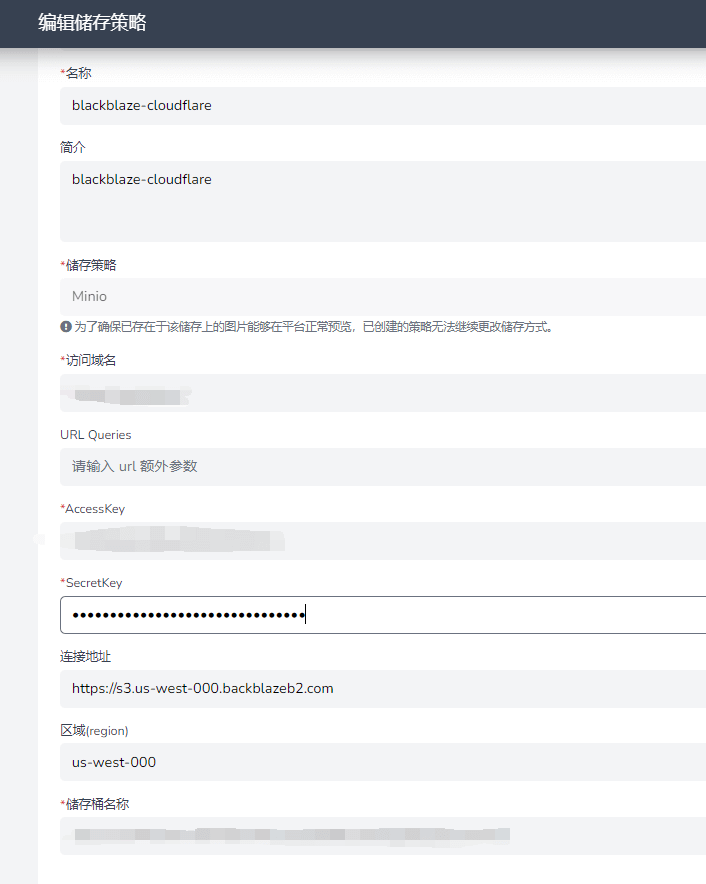 编辑储存策略
*名称
blackblaze-cloudflare
简介
blackblaze-cloudflare
*储存策略
Minio
为了确保已存在于该储存上的图片能够在平台正常预览，已创建的策略无法继续更改储存方式。
*访问域名
URL Queries
请输入 url 额外参数
*AccessKey
*SecretKey
•••••••••••••••••••••••••••••••
连接地址
https://s3.us-west-000.backblazeb2.com
区域(region)
us-west-000
*储存桶名称